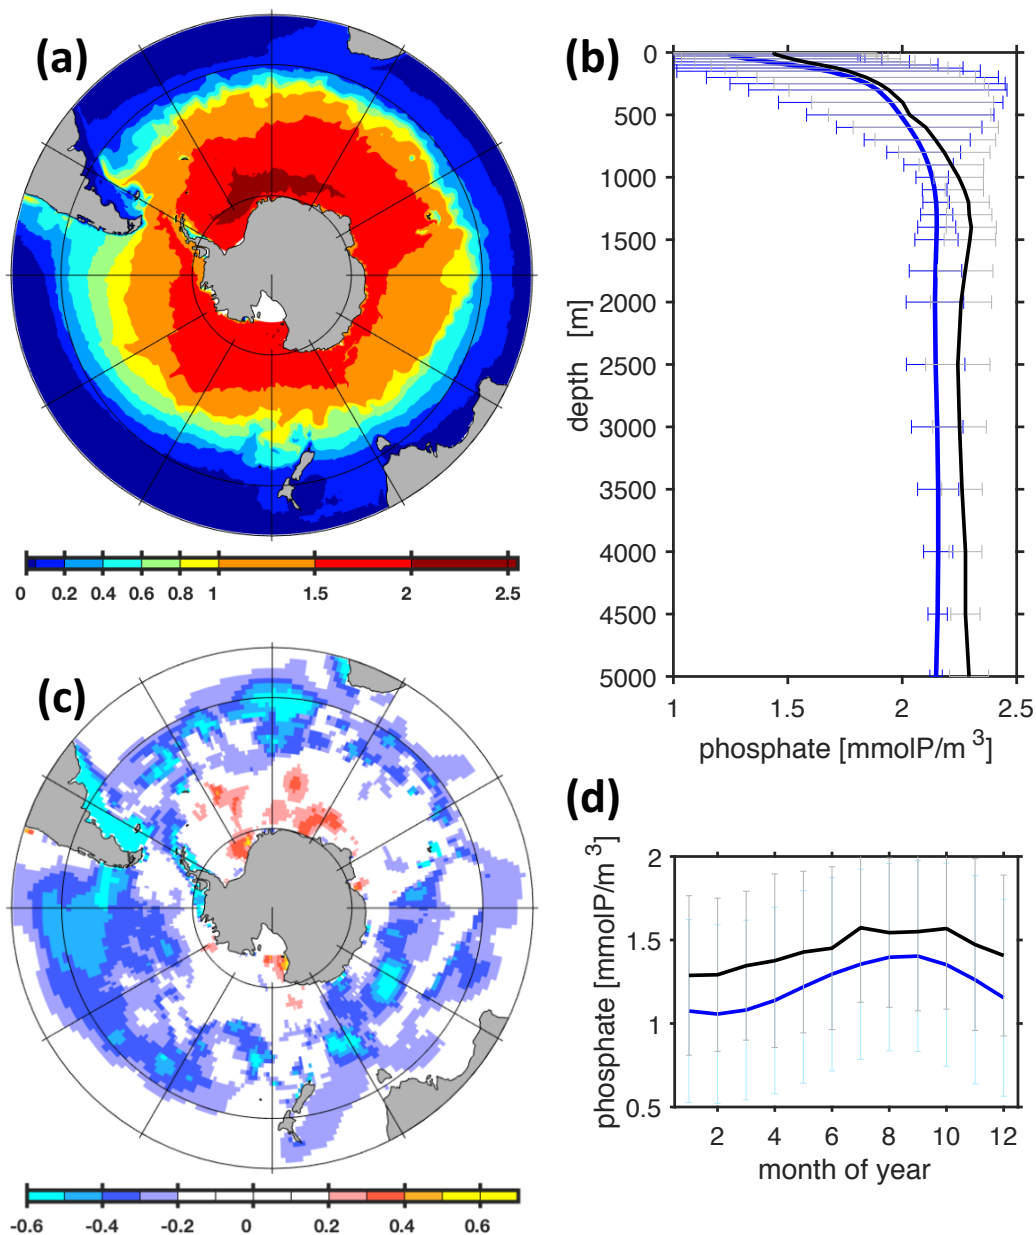 (a)
0 0.2 0.4 0.6 0.8 1 1.5 2 2.5
(b)
0
500
1000
1500
2000
2500
3000
3500
4000
4500
5000
depth [m]
1 1.5 2 2.5
phosphate [mmolP/m 3]
(c)
-0.6 -0.4 -0.2 0 0.2 0.4 0.6
(d)
2
1.5
1
0.5
phosphate [mmolP/m 3]
2 4 6 8 10 12
month of year